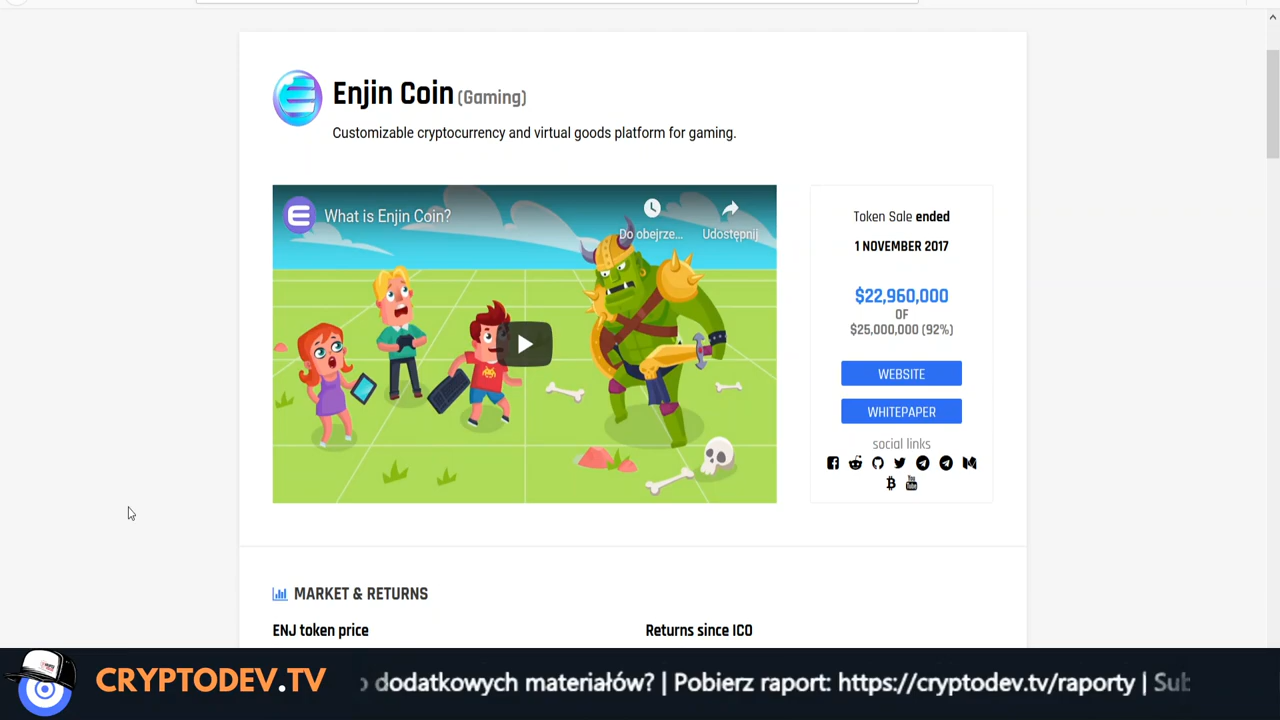 Enjin Coin (Gaming)
Customizable cryptocurrency and virtual goods platform for gaming.
What is Enjin Coin?
Do obejrze...
Udostępnij
Token Sale ended
1 NOVEMBER 2017
$22,960,000
OF
$25,000,000 (92%)
WEBSITE
WHITEPAPER
social links
MARKET & RETURNS
ENJ token price
Returns since ICO
CRYPTODEV.TV
dodatkowych materiałów? | Pobierz raport: https://cryptodev.tv/raporty | Sub